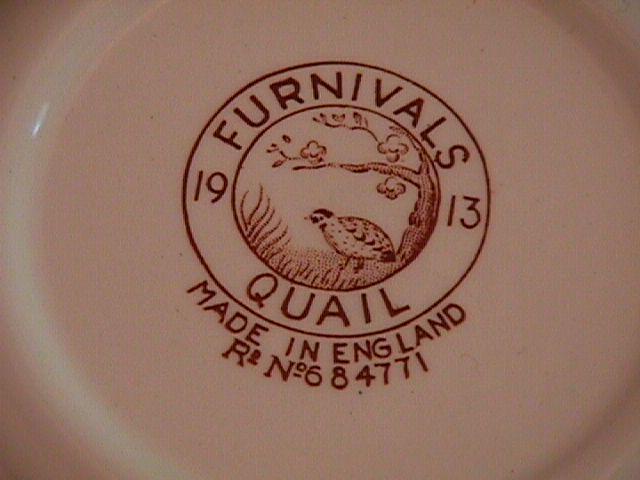 FURNIVALS
19 13
QUAIL
MADE IN ENGLAND
Rd No 684771